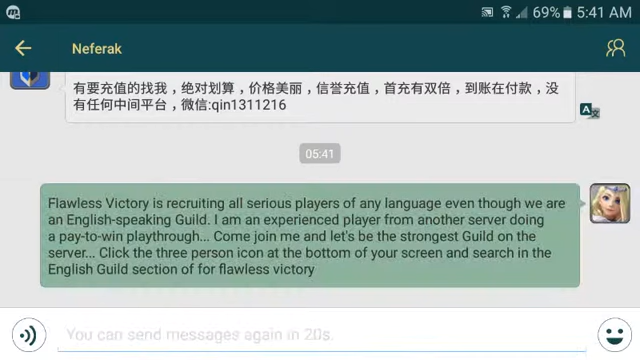 69% 5:41 AM
Neferak
有要充值的找我，绝对划算，价格美丽，信誉充值，首充有双倍，到账在付款，没
有任何中间平台，微信:qin1311216
A 文
05:41
Flawless Victory is recruiting all serious players of any language even though we are
an English-speaking Guild. I am an experienced player from another server doing
a pay-to-win playthrough... Come join me and let's be the strongest Guild on the
server... Click the three person icon at the bottom of your screen and search in the
English Guild section of for flawless victory
You can send messages again in 20s.